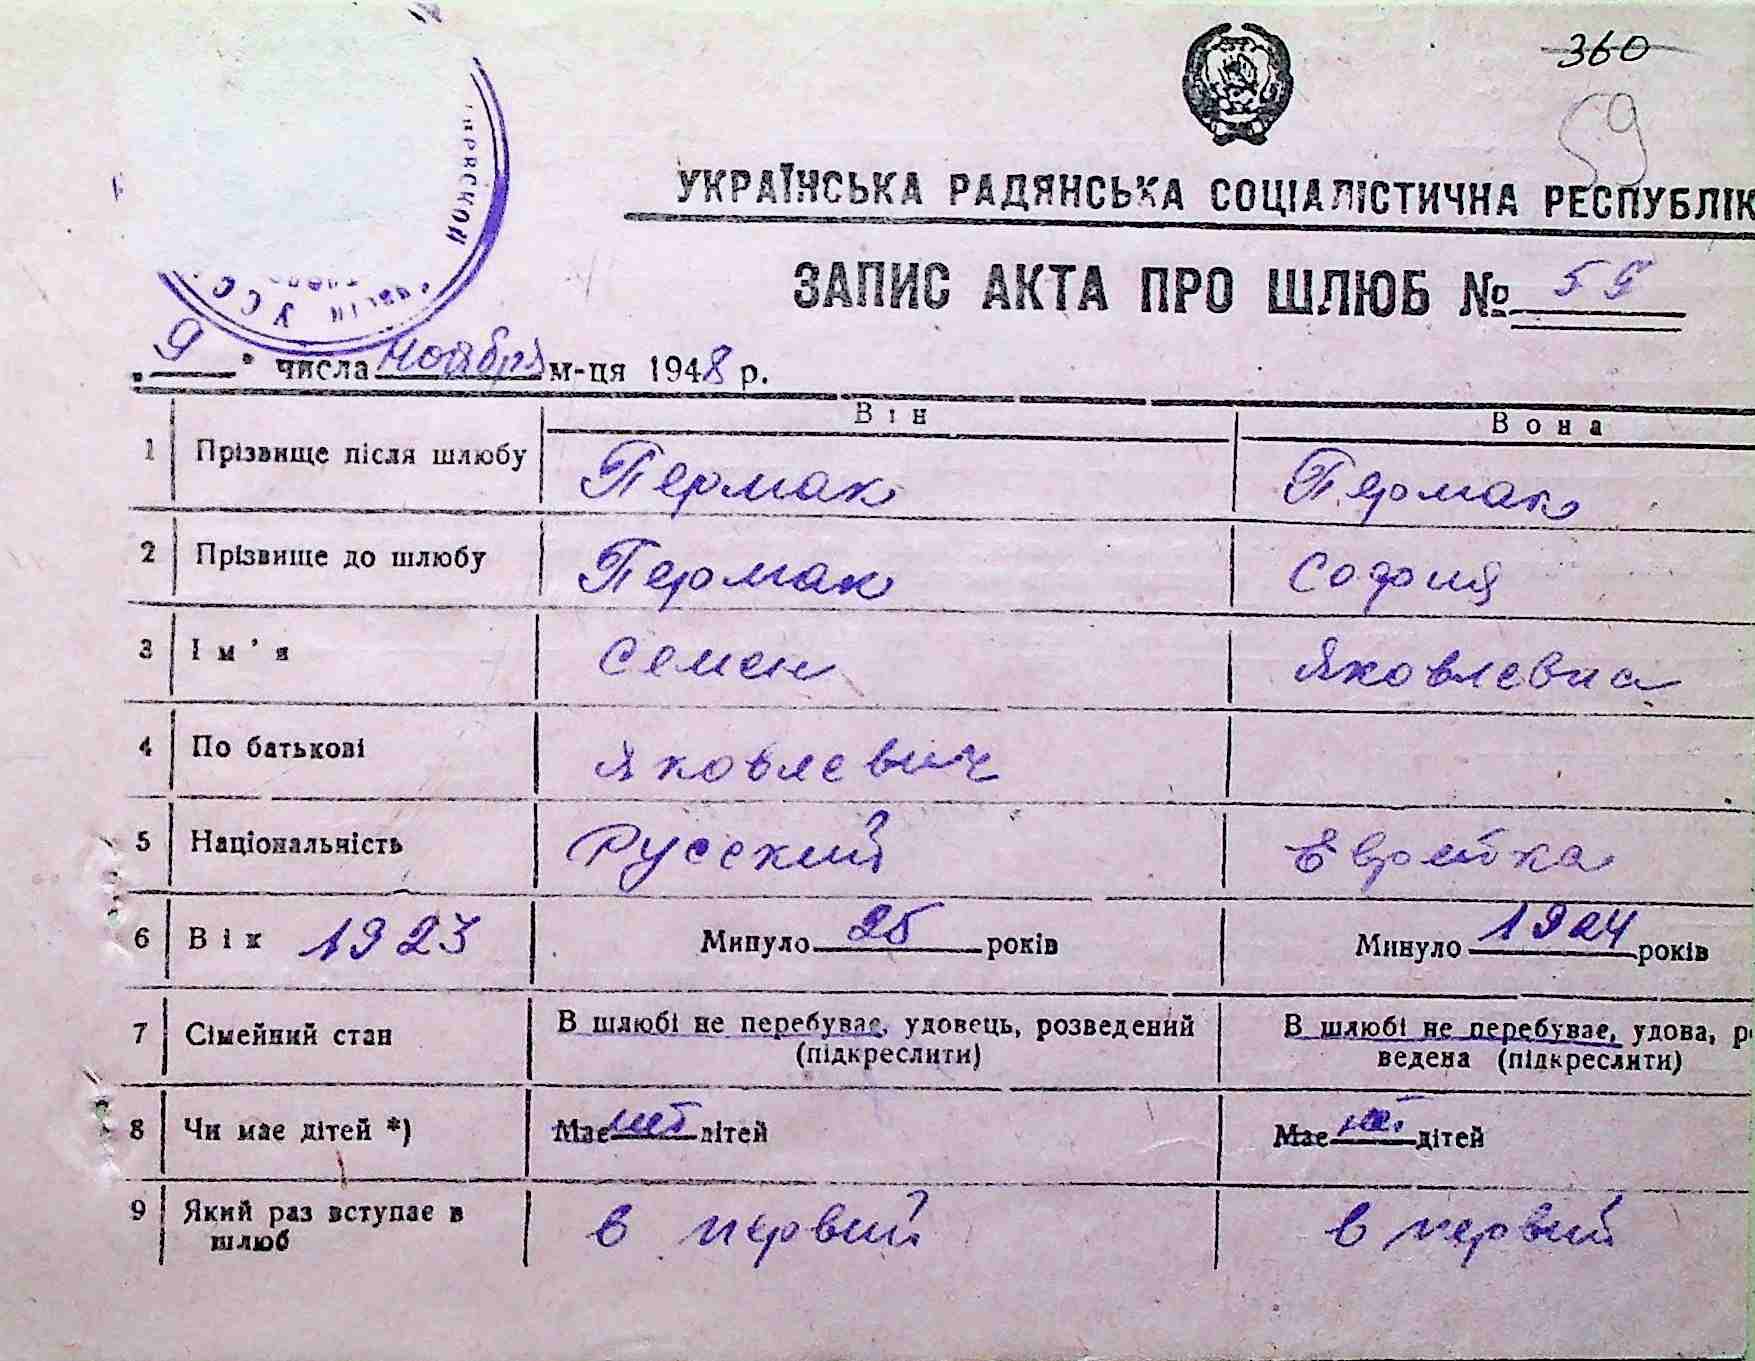 360
59
УКРАЇНСЬКА РАДЯНСЬКА СОЦІАЛІСТИЧНА РЕСПУБЛІК
ЗАПИС АКТА ПРО ШЛЮБ № 59
„ 9 " числа ноября м-ця 1948 р.
Він Вона
1 Прізвище після шлюбу Пермак Пермак
2 Прізвище до шлюбу Пермак София
3 Ім'я Семен Яковлевна
4 По батькові Яковлевич
5 Національність Русский Еврейка
6 Вік 1923 Минуло 25 років Минуло 1924 років
7 Сімейний стан В шлюбі не перебуває, удовець, розведений В шлюбі не перебуває, удова, р
(підкреслити) ведена (підкреслити)
8 Чи має дітей *) Має нет дітей Має нет дітей
9 Який раз вступає в в первий в первий
шлюб